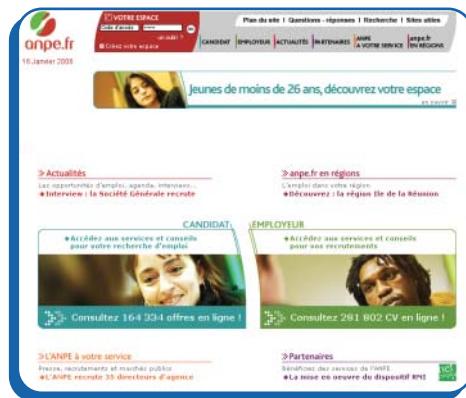 anpe.fr
16 Janvier 2006
VOTRE ESPACE
Code d'accès
un oubli ?
Créez votre espace
Plan du site | Questions - réponses | Recherche | Sites utiles
CANDIDAT
EMPLOYEUR
ACTUALITÉS
PARTENAIRES
ANPE
A VOTRE SERVICE
anpe.fr
EN RÉGIONS
Jeunes de moins de 26 ans, découvrez votre espace
en savoir
Actualités
Les opportunités d'emploi, agenda, interviews...
Interview : la Société Générale recrute
anpe.fr en régions
L'emploi dans votre région
Découvrez : la région Ile de la Réunion
CANDIDAT
Accédez aux services et conseils
pour votre recherche d'emploi
Consultez 164 334 offres en ligne !
EMPLOYEUR
Accédez aux services et conseils
pour vos recrutements
Consultez 281 802 CV en ligne !
L'ANPE à votre service
Presse, recrutements et marchés publics
L'ANPE recrute 35 directeurs d'agence
Partenaires
Bénéficiez des services de l'ANPE
La mise en oeuvre du dispositif RMI